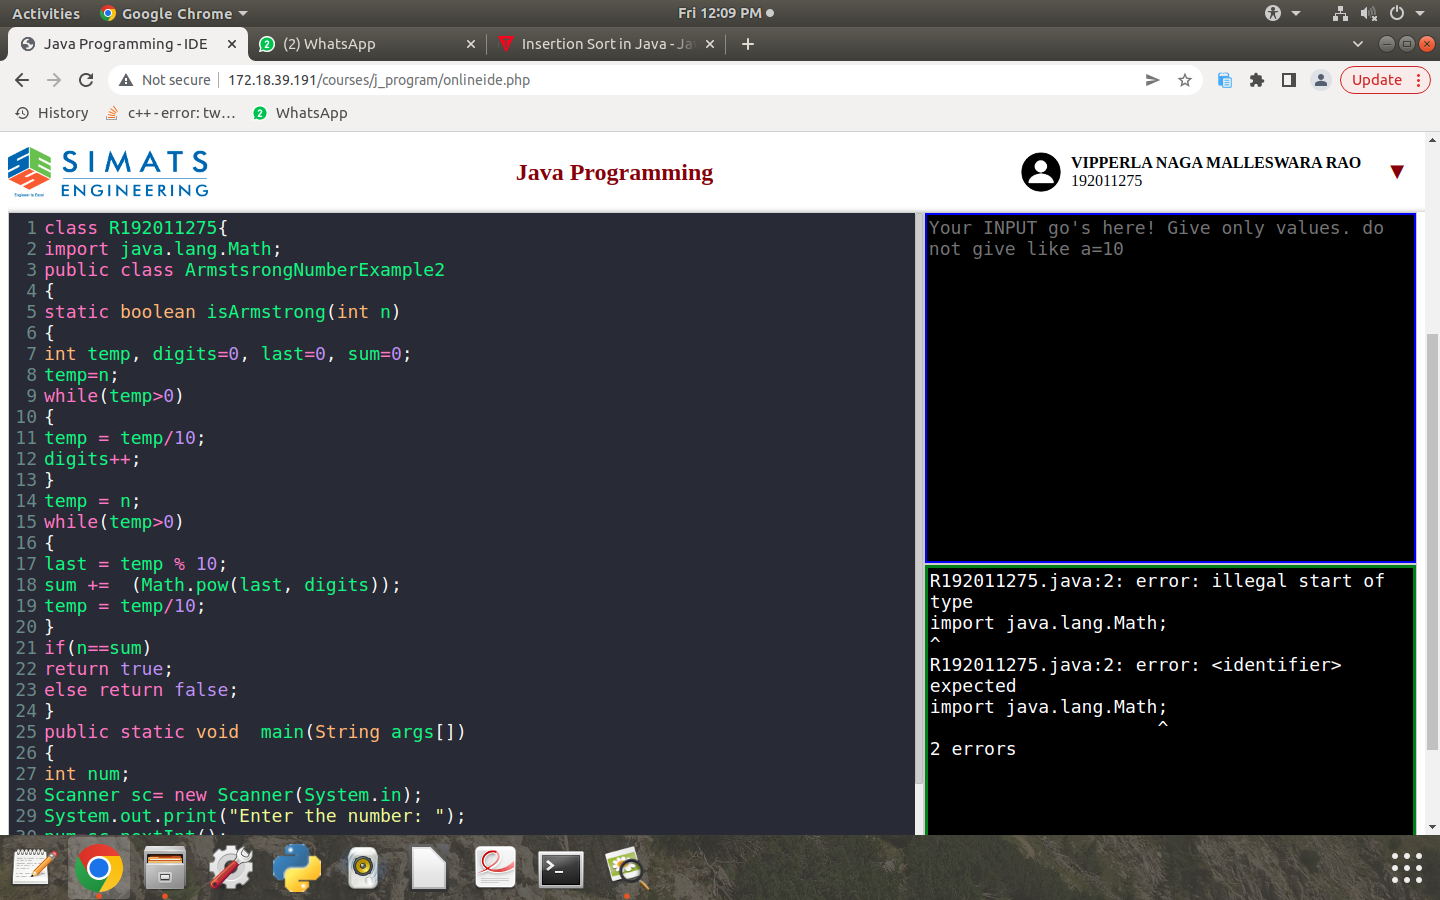 Activities Google Chrome Fri 12:09 PM
Java Programming - IDE (2) WhatsApp Insertion Sort in Java - Ja
Not secure 172.18.39.191/courses/j_program/onlineide.php Update
History c++ - error: tw... WhatsApp
SIMATS
ENGINEERING
Java Programming
VIPPERLA NAGA MALLESWARA RAO
192011275
1 class R192011275{
2 import java.lang.Math;
3 public class ArmstsrongNumberExample2
4 {
5 static boolean isArmstrong(int n)
6 {
7 int temp, digits=0, last=0, sum=0;
8 temp=n;
9 while(temp>0)
10 {
11 temp = temp/10;
12 digits++;
13 }
14 temp = n;
15 while(temp>0)
16 {
17 last = temp % 10;
18 sum +=  (Math.pow(last, digits));
19 temp = temp/10;
20 }
21 if(n==sum)
22 return true;
23 else return false;
24 }
25 public static void  main(String args[])
26 {
27 int num;
28 Scanner sc= new Scanner(System.in);
29 System.out.print("Enter the number: ");
30 num=sc.nextInt();
Your INPUT go's here! Give only values. do
not give like a=10
R192011275.java:2: error: illegal start of
type
import java.lang.Math;
^
R192011275.java:2: error: <identifier>
expected
import java.lang.Math;
^
2 errors